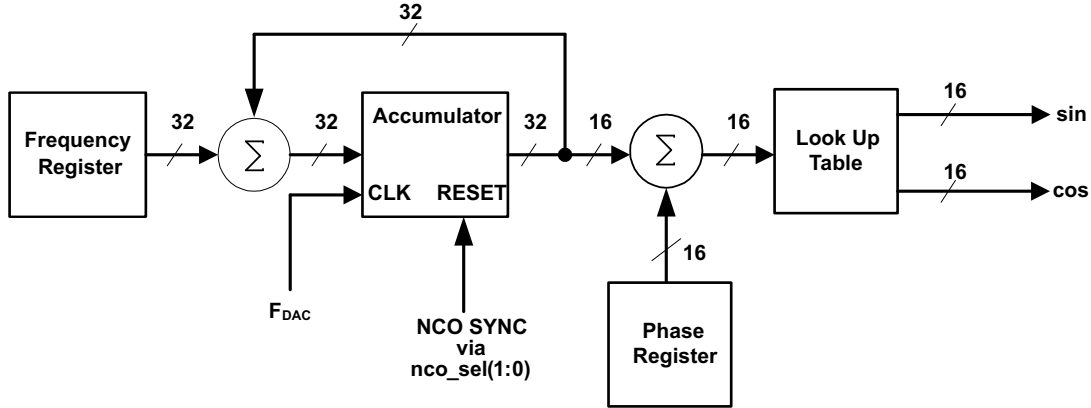 32
Frequency
Register
32
Σ
32
Accumulator
CLK RESET
32
16
Σ
16
Look Up
Table
16
sin
16
cos
F_DAC
NCO SYNC
via
nco_sel(1:0)
16
Phase
Register